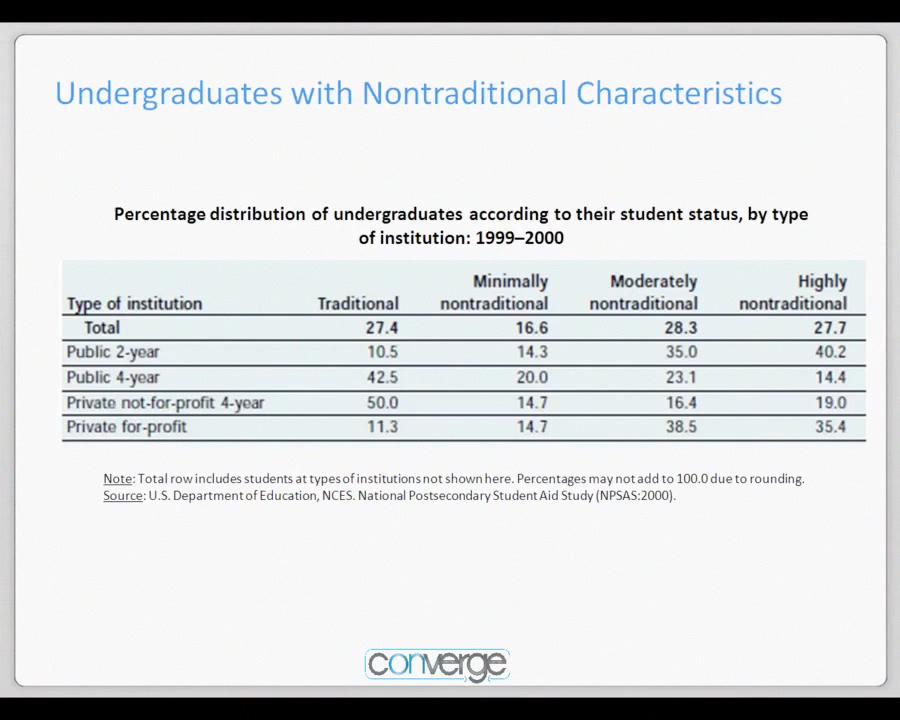 Undergraduates with Nontraditional Characteristics
Percentage distribution of undergraduates according to their student status, by type
of institution: 1999–2000
Minimally Moderately Highly
Type of institution Traditional nontraditional nontraditional nontraditional
Total 27.4 16.6 28.3 27.7
Public 2-year 10.5 14.3 35.0 40.2
Public 4-year 42.5 20.0 23.1 14.4
Private not-for-profit 4-year 50.0 14.7 16.4 19.0
Private for-profit 11.3 14.7 38.5 35.4
Note: Total row includes students at types of institutions not shown here. Percentages may not add to 100.0 due to rounding.
Source: U.S. Department of Education, NCES. National Postsecondary Student Aid Study (NPSAS:2000).
converge